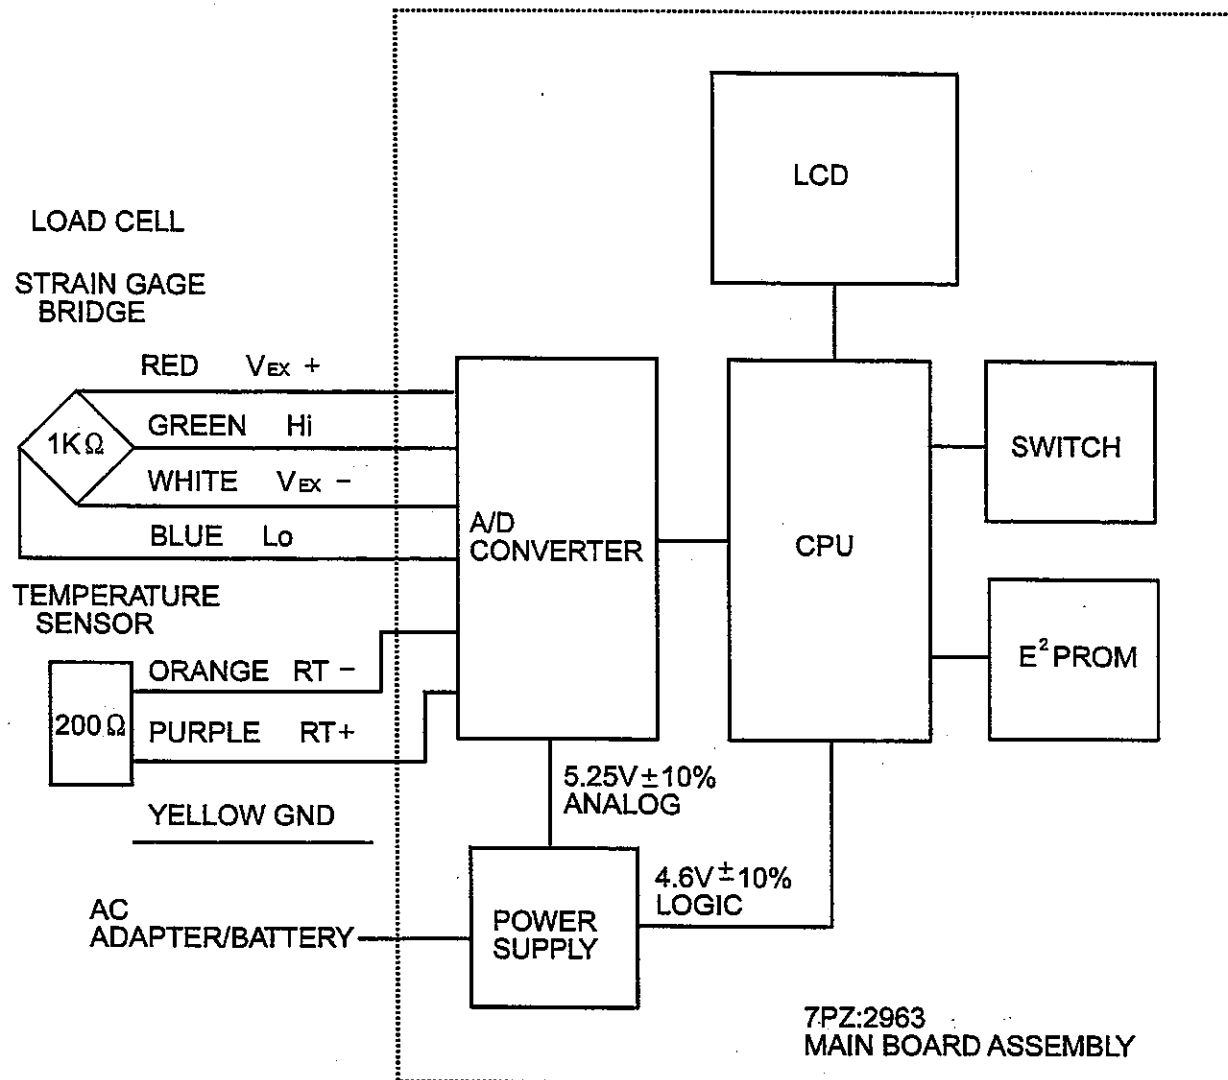 LCD
LOAD CELL
STRAIN GAGE
BRIDGE
RED VEX +
GREEN Hi
1KΩ
WHITE VEX -
BLUE Lo
A/D
CONVERTER
CPU
SWITCH
E² PROM
TEMPERATURE
SENSOR
ORANGE RT -
200Ω
PURPLE RT+
YELLOW GND
5.25V±10%
ANALOG
4.6V±10%
LOGIC
AC
ADAPTER/BATTERY
POWER
SUPPLY
7PZ:2963
MAIN BOARD ASSEMBLY